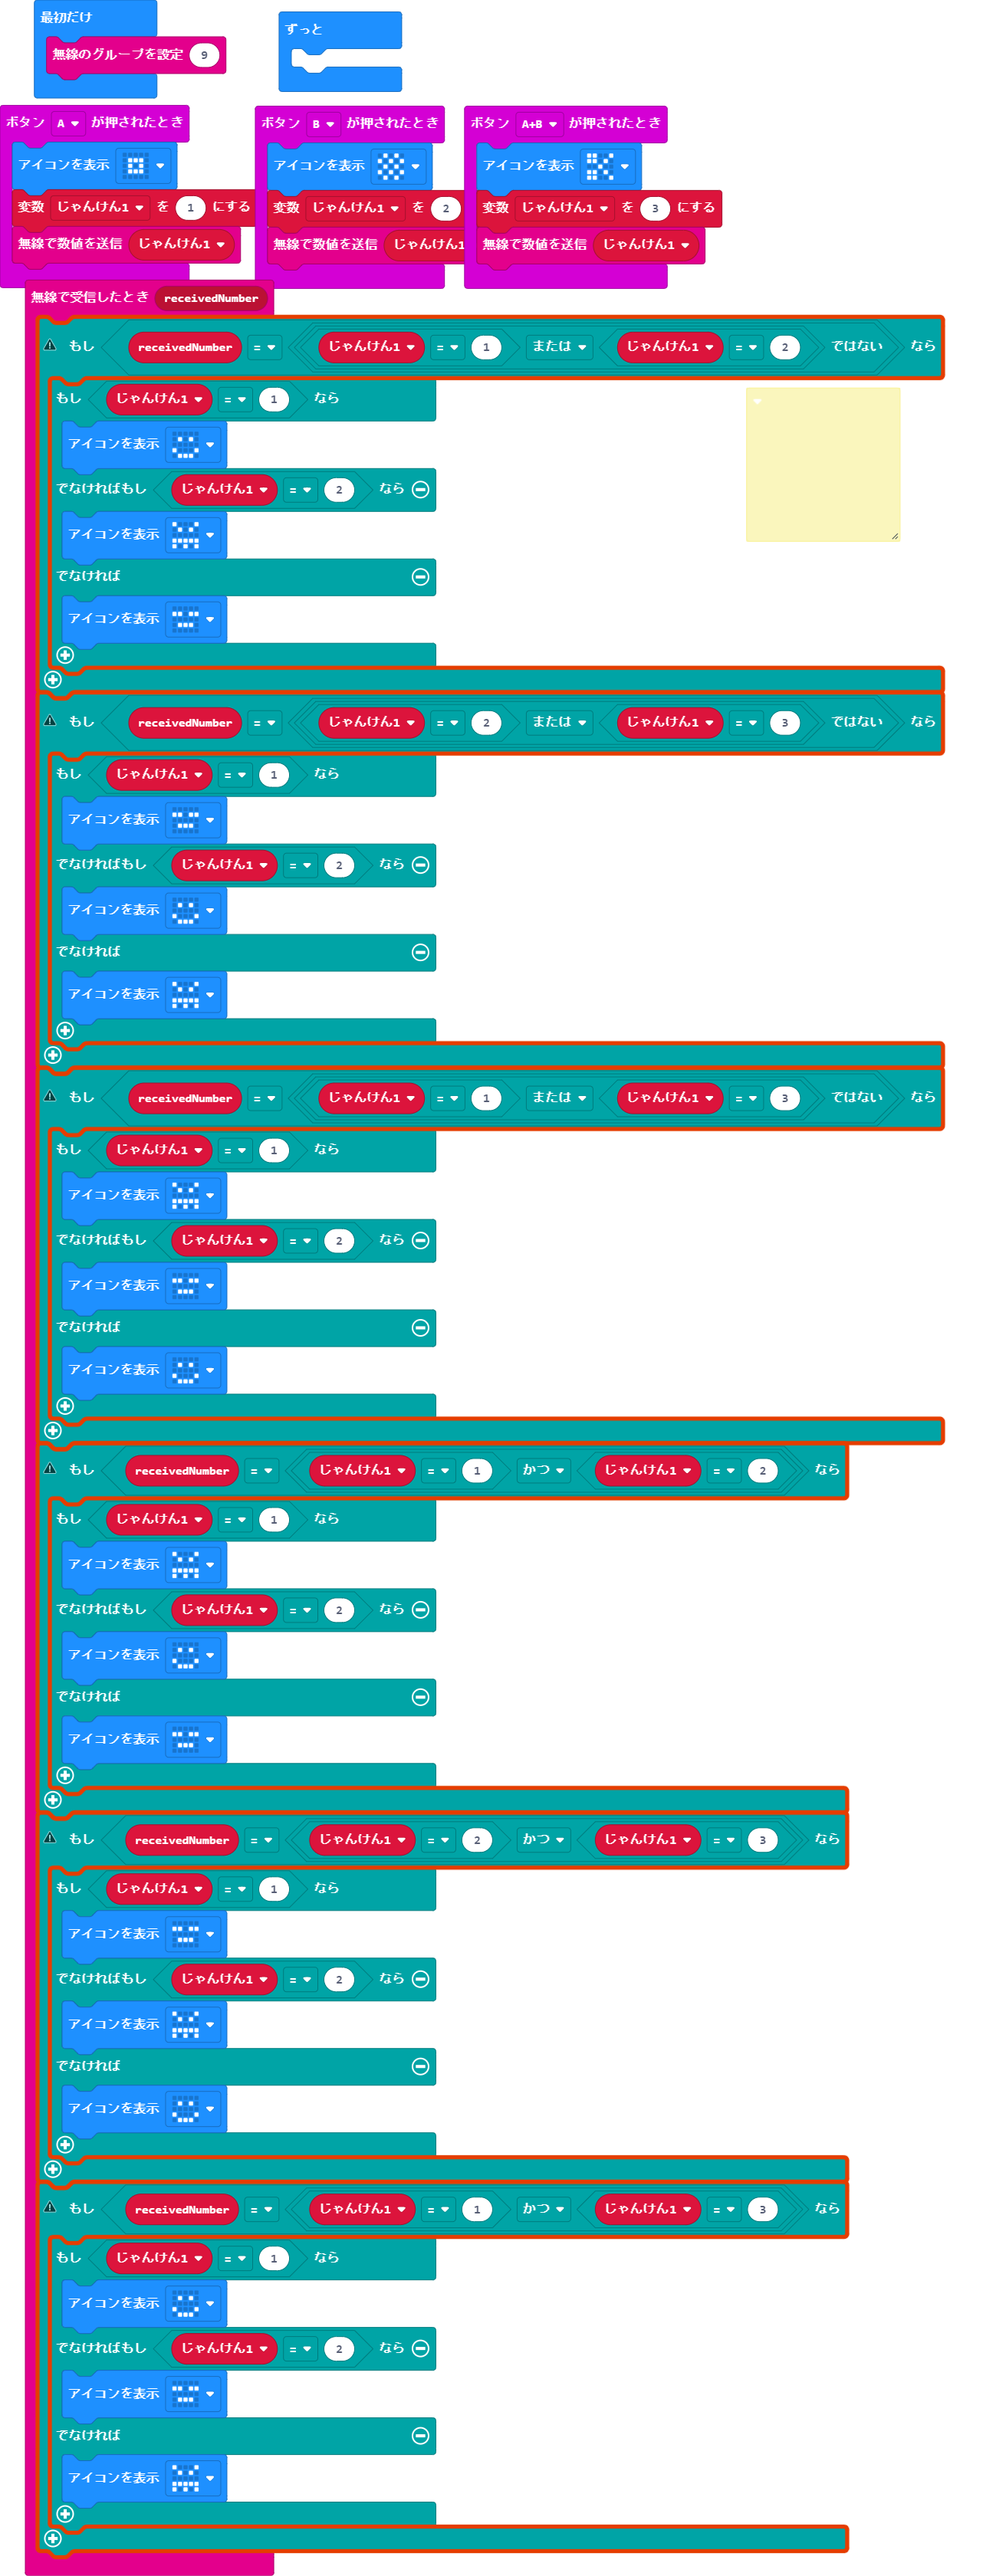 最初だけ
無線のグループを設定 9
ずっと
ボタン A が押されたとき
アイコンを表示
変数 じゃんけん1 を 1 にする
無線で数値を送信 じゃんけん1
ボタン B が押されたとき
アイコンを表示
変数 じゃんけん1 を 2
無線で数値を送信 じゃんけん1
ボタン A+B が押されたとき
アイコンを表示
変数 じゃんけん1 を 3 にする
無線で数値を送信 じゃんけん1
無線で受信したとき receivedNumber
もし receivedNumber = じゃんけん1 = 1 または じゃんけん1 = 2 ではない なら
もし じゃんけん1 = 1 なら
アイコンを表示
でなければもし じゃんけん1 = 2 なら
アイコンを表示
でなければ
アイコンを表示
もし receivedNumber = じゃんけん1 = 2 または じゃんけん1 = 3 ではない なら
もし じゃんけん1 = 1 なら
アイコンを表示
でなければもし じゃんけん1 = 2 なら
アイコンを表示
でなければ
アイコンを表示
もし receivedNumber = じゃんけん1 = 1 または じゃんけん1 = 3 ではない なら
もし じゃんけん1 = 1 なら
アイコンを表示
でなければもし じゃんけん1 = 2 なら
アイコンを表示
でなければ
アイコンを表示
もし receivedNumber = じゃんけん1 = 1 かつ じゃんけん1 = 2 なら
もし じゃんけん1 = 1 なら
アイコンを表示
でなければもし じゃんけん1 = 2 なら
アイコンを表示
でなければ
アイコンを表示
もし receivedNumber = じゃんけん1 = 2 かつ じゃんけん1 = 3 なら
もし じゃんけん1 = 1 なら
アイコンを表示
でなければもし じゃんけん1 = 2 なら
アイコンを表示
でなければ
アイコンを表示
もし receivedNumber = じゃんけん1 = 1 かつ じゃんけん1 = 3 なら
もし じゃんけん1 = 1 なら
アイコンを表示
でなければもし じゃんけん1 = 2 なら
アイコンを表示
でなければ
アイコンを表示